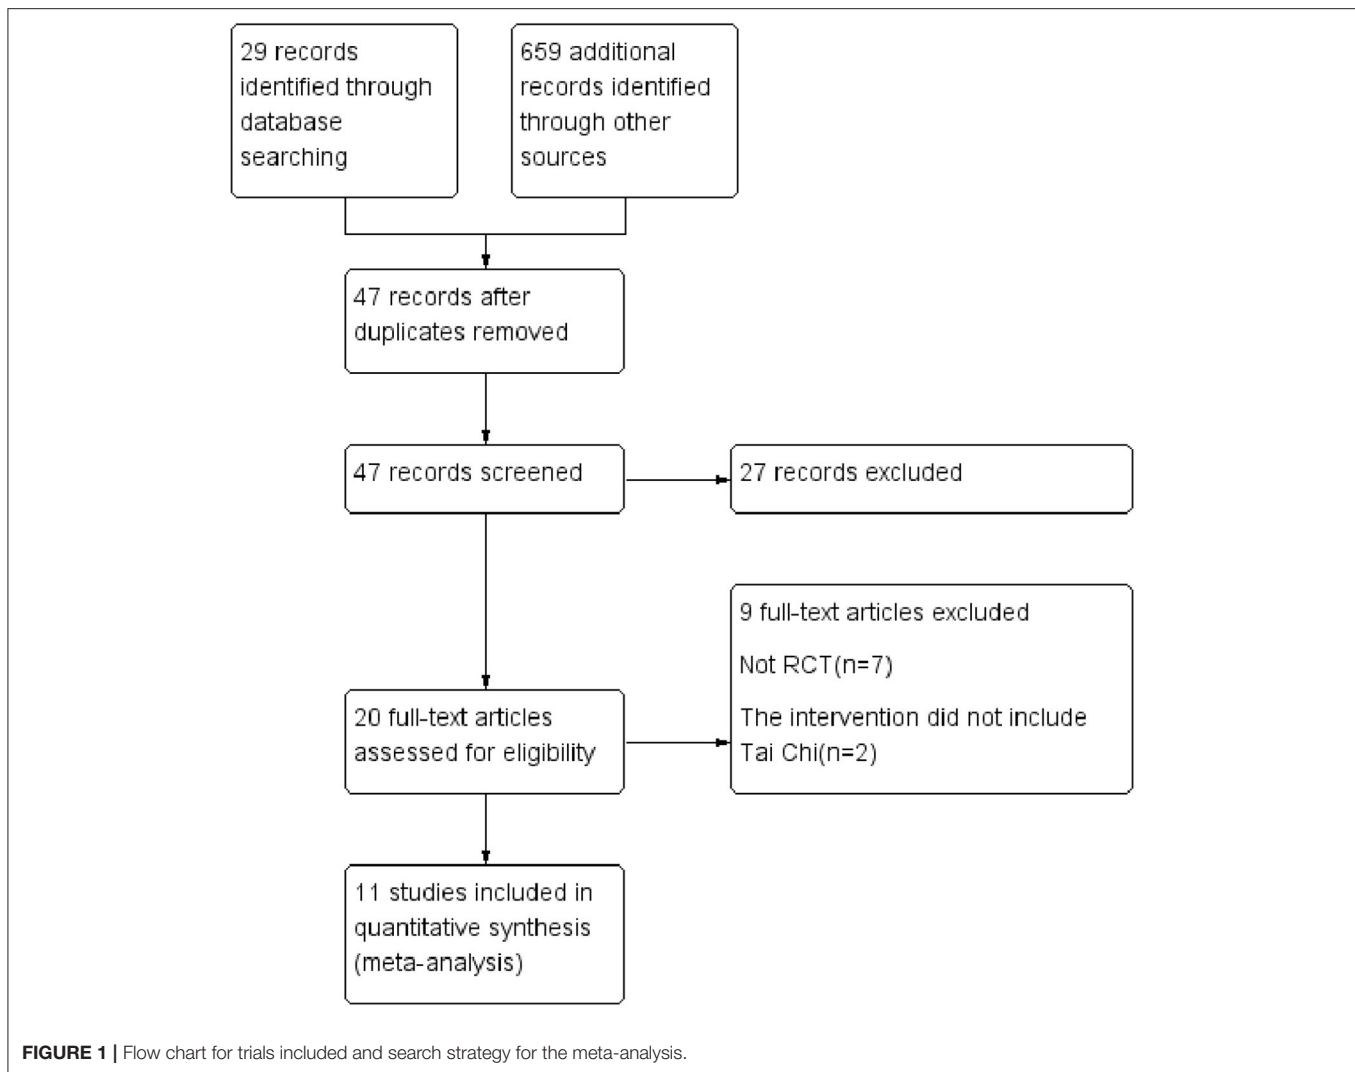 29 records
identified through
database
searching
659 additional
records identified
through other
sources
47 records after
duplicates removed
47 records screened
27 records excluded
9 full-text articles excluded
Not RCT(n=7)
The intervention did not include
Tai Chi(n=2)
20 full-text articles
assessed for eligibility
11 studies included in
quantitative synthesis
(meta-analysis)
FIGURE 1 | Flow chart for trials included and search strategy for the meta-analysis.